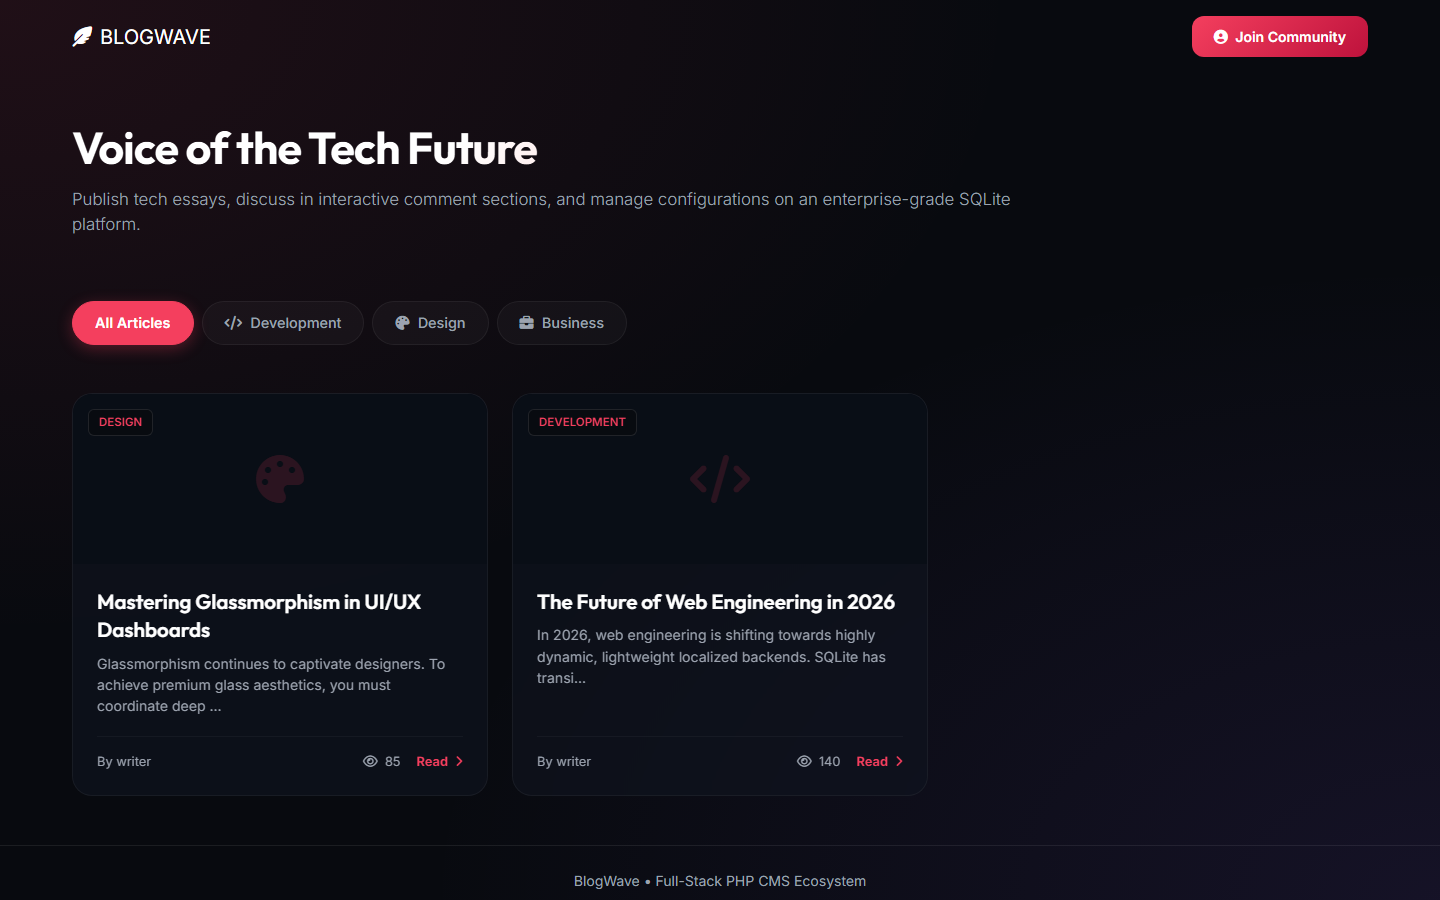 BLOGWAVE
Join Community
Voice of the Tech Future
Publish tech essays, discuss in interactive comment sections, and manage configurations on an enterprise-grade SQLite
platform.
All Articles
Development
Design
Business
DESIGN
Mastering Glassmorphism in UI/UX
Dashboards
Glassmorphism continues to captivate designers. To
achieve premium glass aesthetics, you must
coordinate deep ...
By writer
85
Read
DEVELOPMENT
The Future of Web Engineering in 2026
In 2026, web engineering is shifting towards highly
dynamic, lightweight localized backends. SQLite has
transi...
By writer
140
Read
BlogWave • Full-Stack PHP CMS Ecosystem